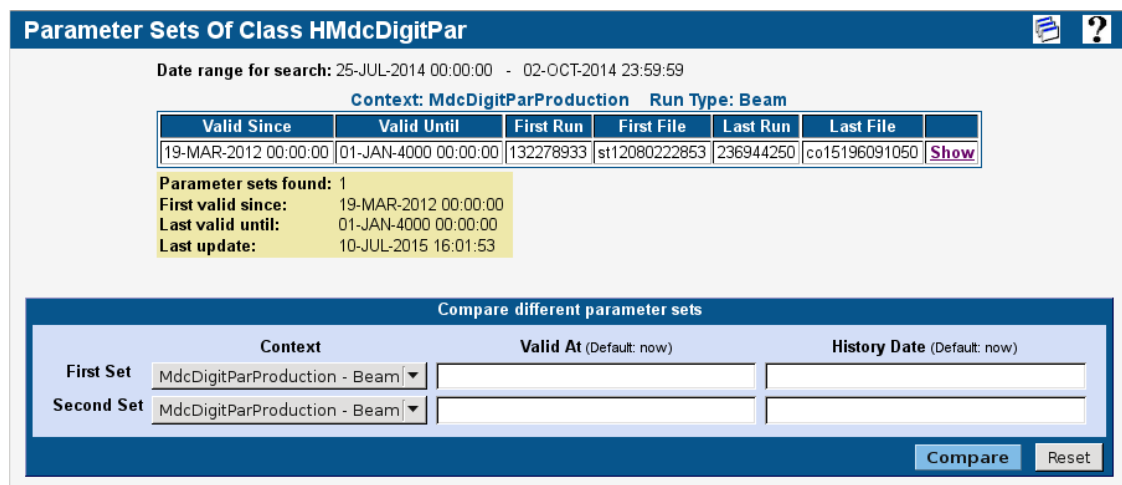 Parameter Sets Of Class HMdcDigitPar ?
Date range for search: 25-JUL-2014 00:00:00 - 02-OCT-2014 23:59:59
Context: MdcDigitParProduction Run Type: Beam
Valid Since Valid Until First Run First File Last Run Last File
19-MAR-2012 00:00:00 01-JAN-4000 00:00:00 132278933 st12080222853 236944250 co15196091050 Show
Parameter sets found: 1
First valid since: 19-MAR-2012 00:00:00
Last valid until: 01-JAN-4000 00:00:00
Last update: 10-JUL-2015 16:01:53
Compare different parameter sets
Context Valid At (Default: now) History Date (Default: now)
First Set MdcDigitParProduction - Beam
Second Set MdcDigitParProduction - Beam
Compare Reset